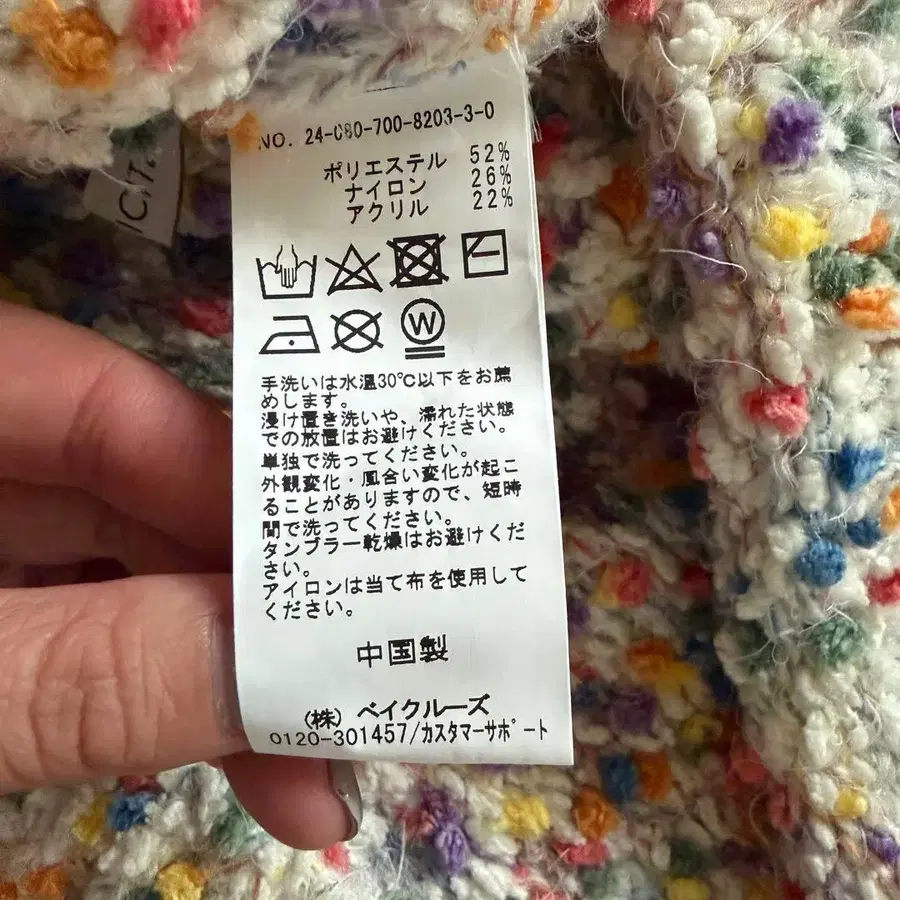 NO. 24-080-700-8203-3-0
ポリエステル 52%
ナイロン 26%
アクリル 22%
W
手洗いは水温30℃以下をお薦
めします。
浸け置き洗いや、濡れた状態
での放置はお避けください。
単独で洗ってください。
外観変化・風合い変化が起こ
ることがありますので、短時
間で洗ってください。
タンブラー乾燥はお避けくだ
さい。
アイロンは当て布を使用して
ください。
中国製
(株) ベイクルーズ
0120-301457/カスタマーサポート